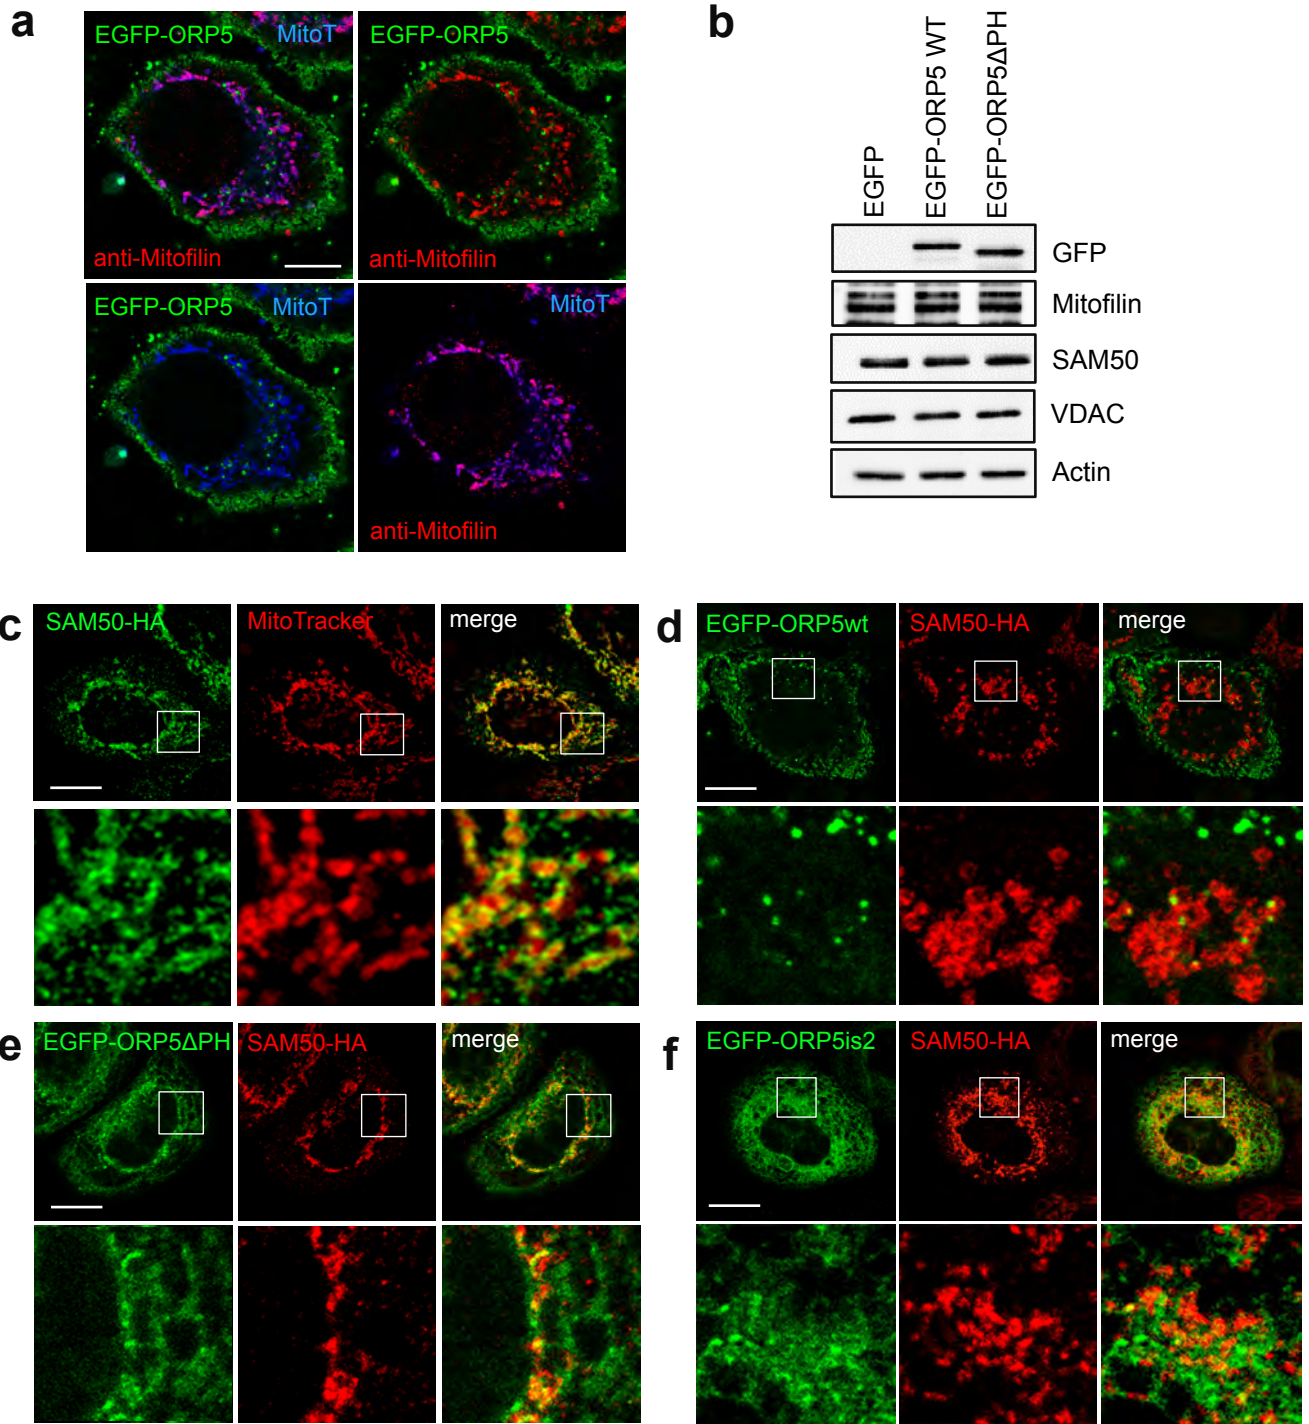 a
EGFP-ORP5 MitoT
anti-Mitofilin
EGFP-ORP5
anti-Mitofilin
EGFP-ORP5 MitoT
MitoT
anti-Mitofilin
b
EGFP
EGFP-ORP5 WT
EGFP-ORP5ΔPH
GFP
Mitofilin
SAM50
VDAC
Actin
c
SAM50-HA
MitoTracker
merge
d
EGFP-ORP5wt
SAM50-HA
merge
e
EGFP-ORP5ΔPH
SAM50-HA
merge
f
EGFP-ORP5is2
SAM50-HA
merge